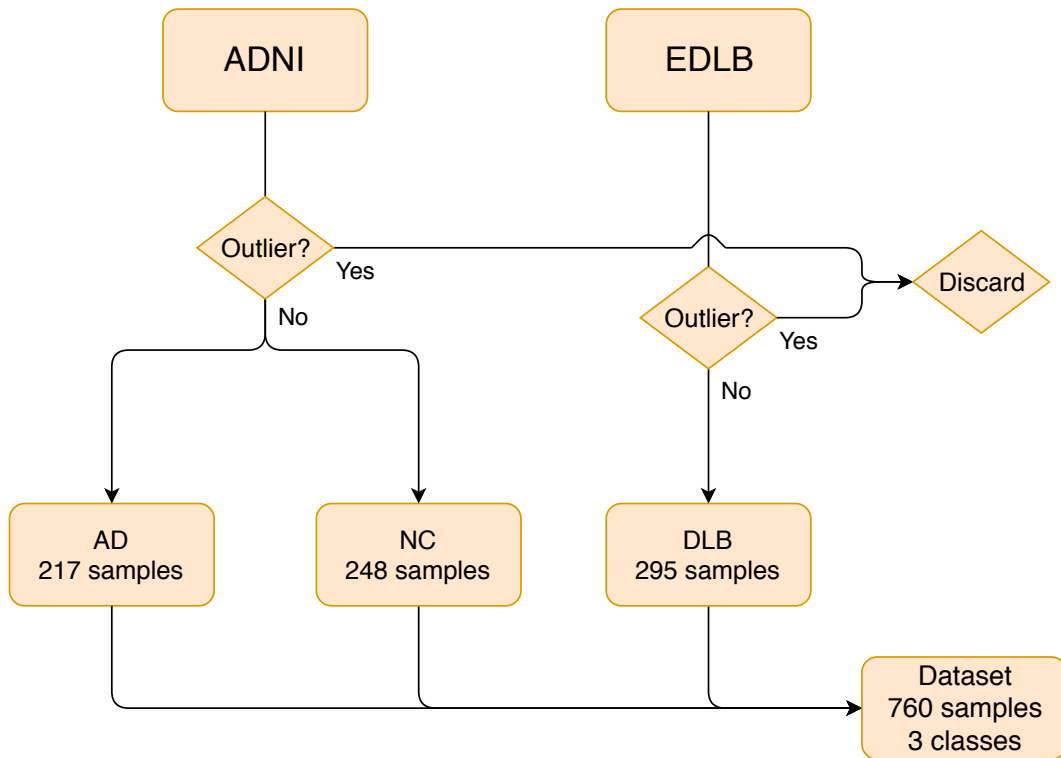 ADNI
EDLB
Outlier?
Yes
No
Outlier?
Yes
No
Discard
AD
217 samples
NC
248 samples
DLB
295 samples
Dataset
760 samples
3 classes